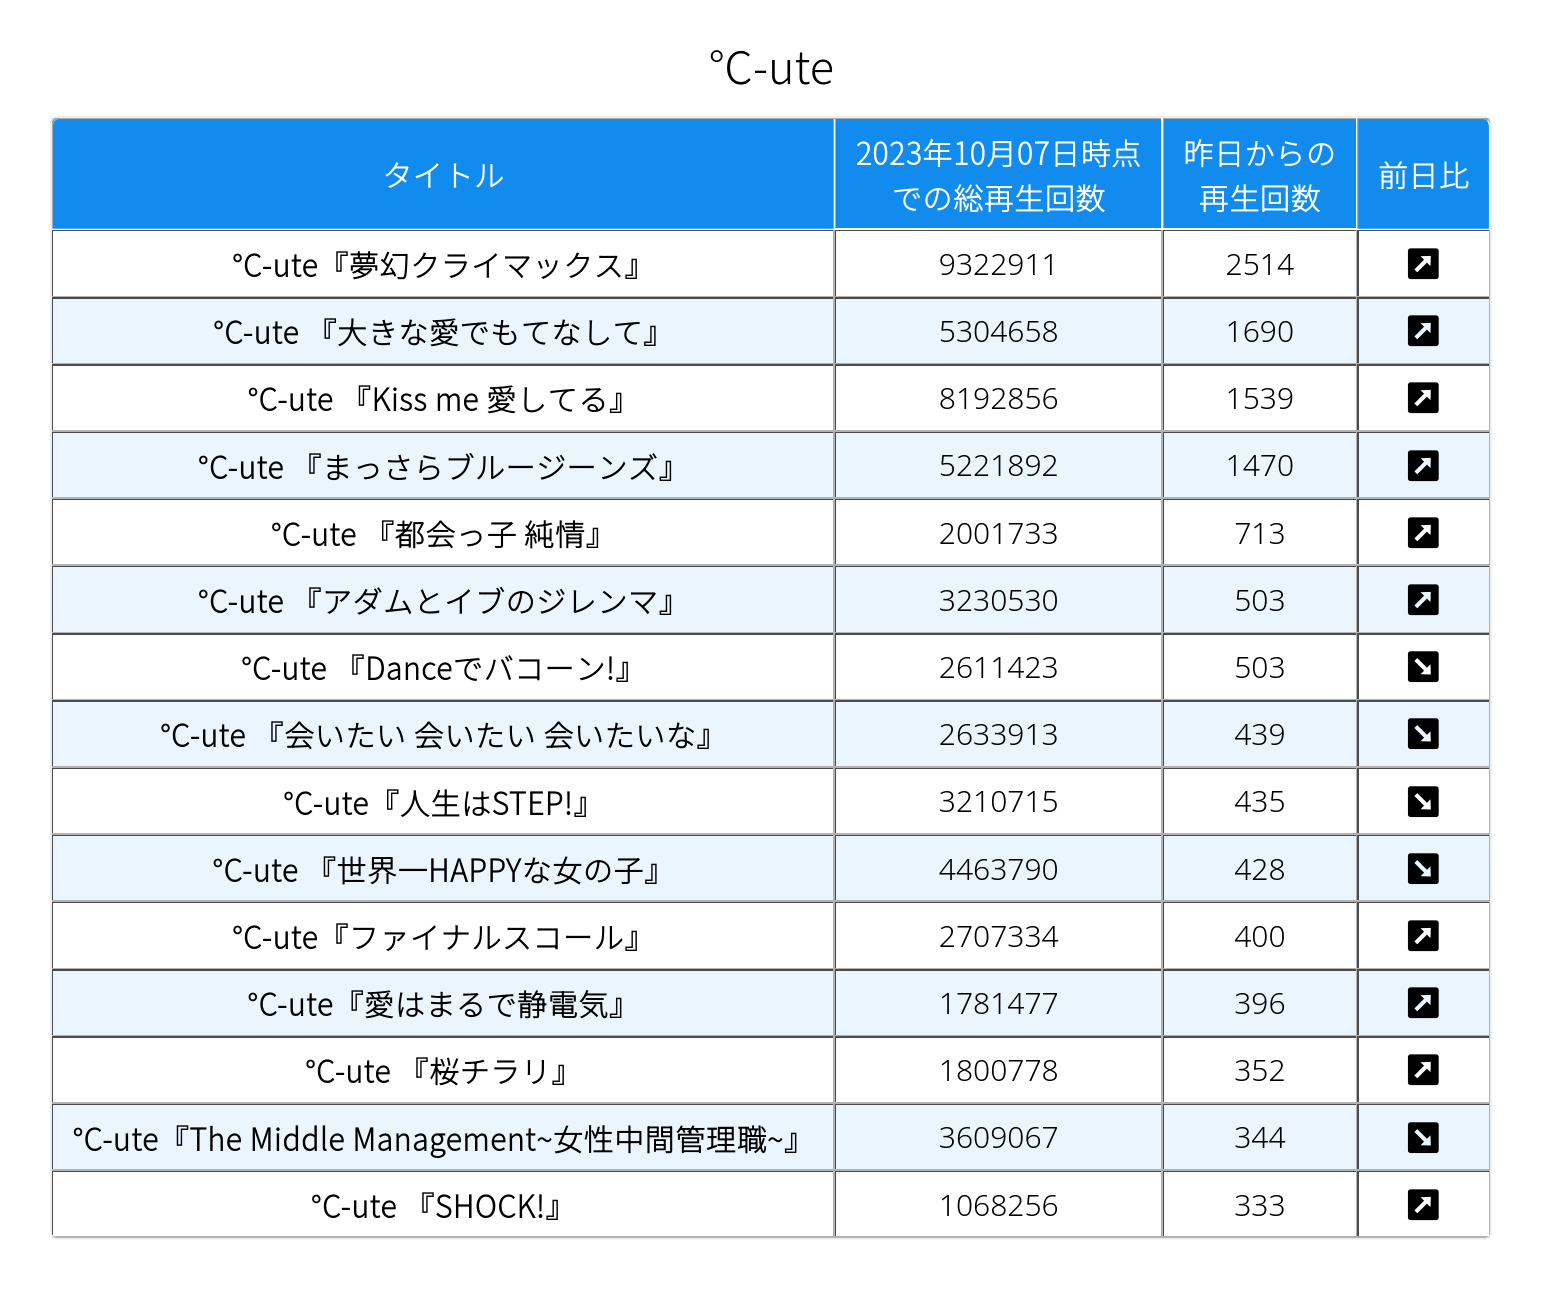 ℃-ute
タイトル
2023年10月07日時点
での総再生回数
昨日からの
再生回数
前日比
℃-ute『夢幻クライマックス』 9322911 2514 ↗
℃-ute 『大きな愛でもてなして』 5304658 1690 ↗
℃-ute 『Kiss me 愛してる』 8192856 1539 ↗
℃-ute 『まっさらブルージーンズ』 5221892 1470 ↗
℃-ute 『都会っ子 純情』 2001733 713 ↗
℃-ute 『アダムとイブのジレンマ』 3230530 503 ↗
℃-ute 『Danceでバコーン!』 2611423 503 ↘
℃-ute 『会いたい 会いたい 会いたいな』 2633913 439 ↘
℃-ute『人生はSTEP!』 3210715 435 ↘
℃-ute 『世界一HAPPYな女の子』 4463790 428 ↘
℃-ute『ファイナルスコール』 2707334 400 ↗
℃-ute『愛はまるで静電気』 1781477 396 ↗
℃-ute 『桜チラリ』 1800778 352 ↗
℃-ute『The Middle Management~女性中間管理職~』 3609067 344 ↘
℃-ute 『SHOCK!』 1068256 333 ↗